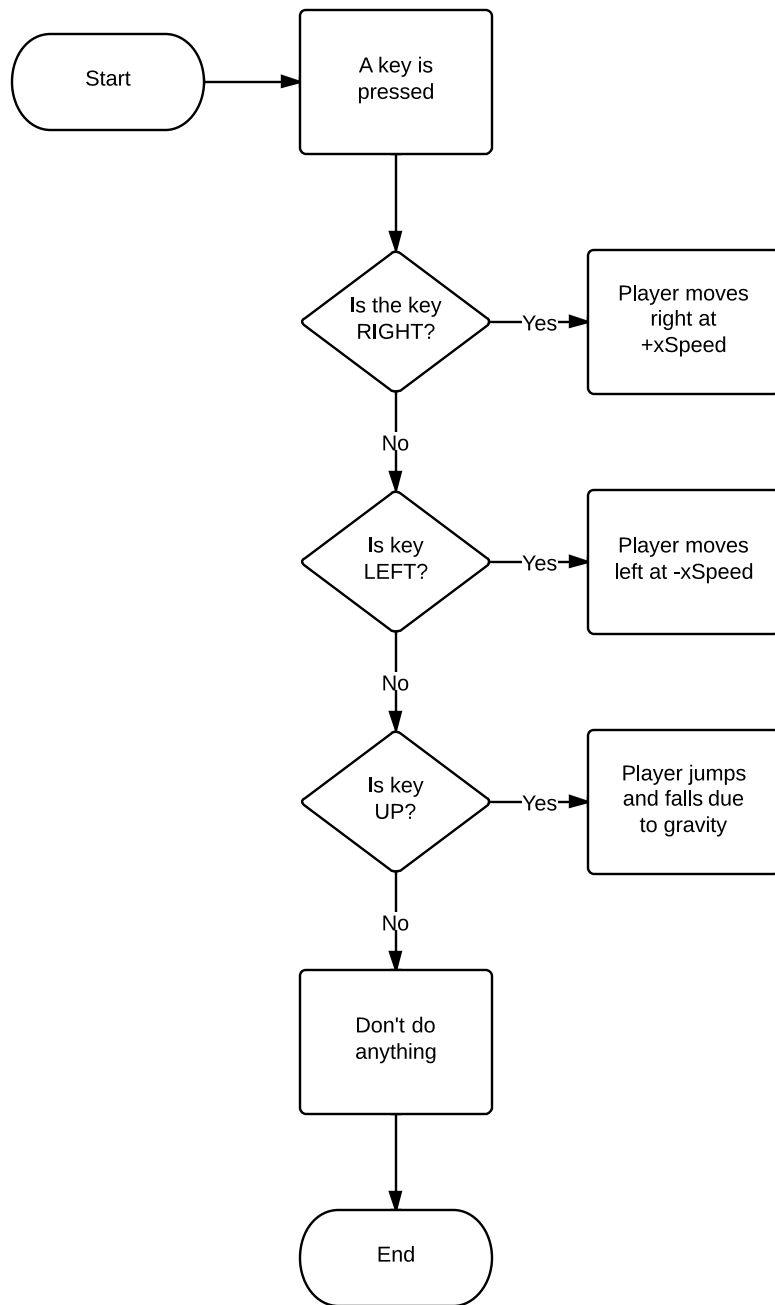 Start
A key is
pressed
Is the key
RIGHT?
Yes
Player moves
right at
+xSpeed
No
Is key
LEFT?
Yes
Player moves
left at -xSpeed
No
Is key
UP?
Yes
Player jumps
and falls due
to gravity
No
Don't do
anything
End